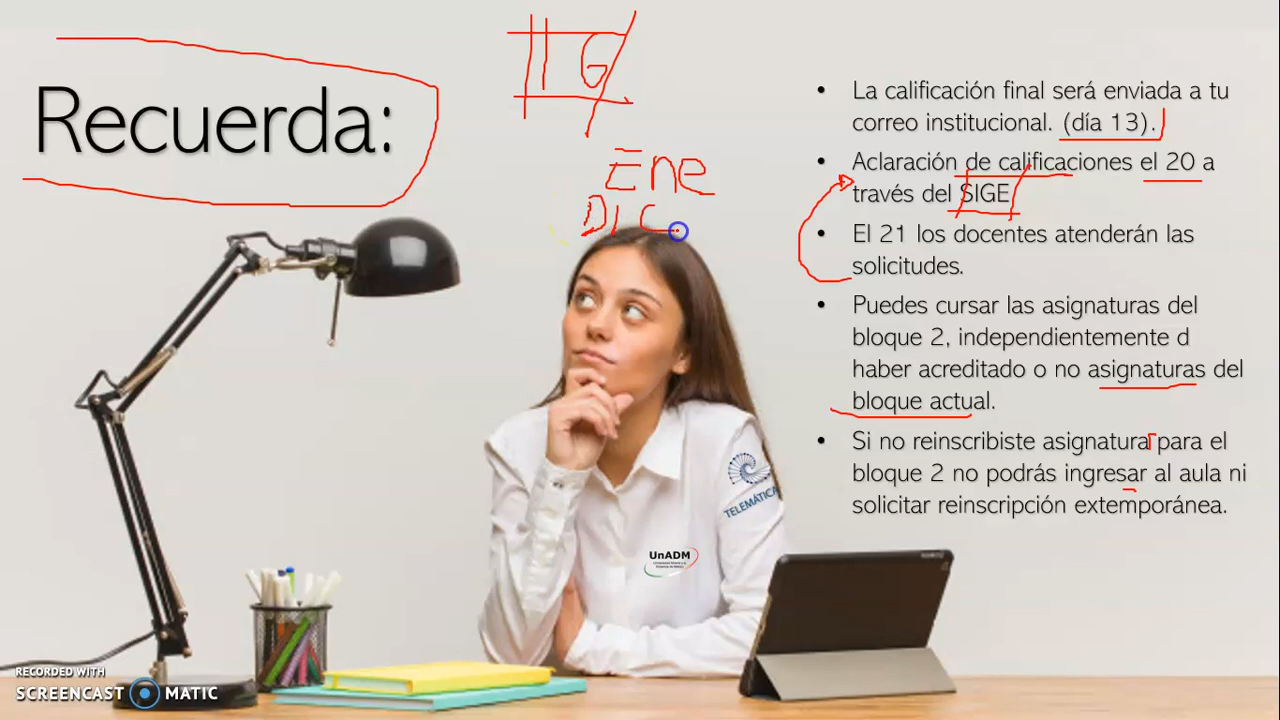 Recuerda:
Ene
DIC
• La calificación final será enviada a tu
correo institucional. (día 13).
• Aclaración de calificaciones el 20 a
través del SIGE
• El 21 los docentes atenderán las
solicitudes.
• Puedes cursar las asignaturas del
bloque 2, independientemente d
haber acreditado o no asignaturas del
bloque actual.
• Si no reinscribiste asignatura para el
bloque 2 no podrás ingresar al aula ni
solicitar reinscripción extemporánea.
TELEMÁTICA
UnADM
RECORDED WITH
SCREENCAST MATIC